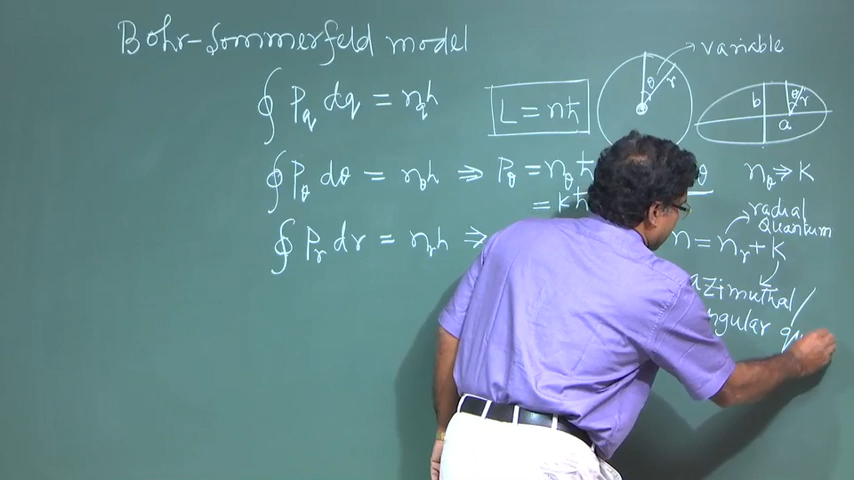 Bohr-Sommerfeld model
∮ P_q dq = n_q h
L = nħ
θ r
variable
b a θ r
∮ P_θ dθ = n_θ h ⇒ P_θ = n_θ ħ
= kħ
n_θ ⇒ K
∮ P_r dr = n_r h ⇒
n = n_r + K
radial
Quantum
azimuthal/
angular